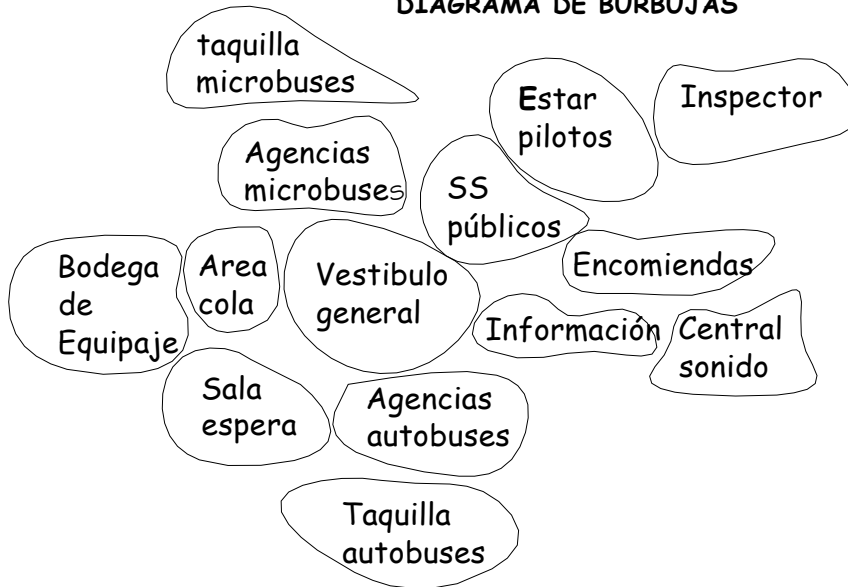 DIAGRAMA DE BURBUJAS
taquilla
microbuses
Estar
pilotos
Inspector
Agencias
microbuses
SS
públicos
Bodega
de
Equipaje
Area
cola
Vestibulo
general
Encomiendas
Información
Central
sonido
Sala
espera
Agencias
autobuses
Taquilla
autobuses